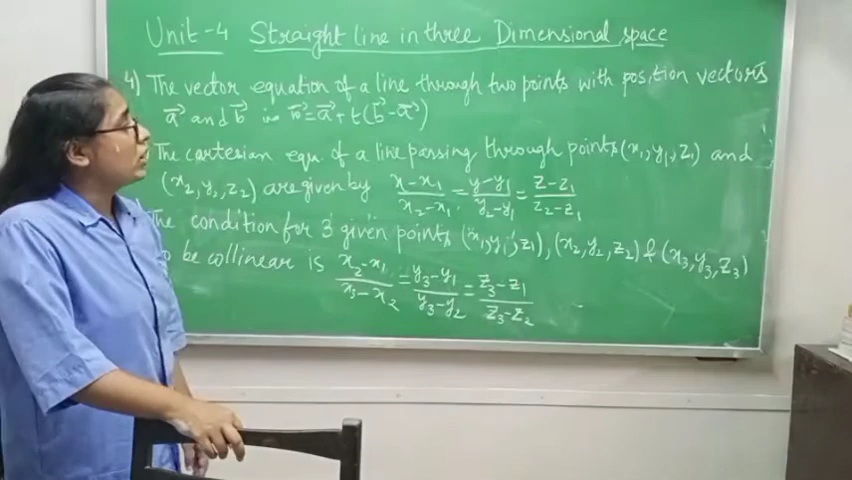 Unit-4 Straight line in three Dimensional space
4) The vector equation of a line through two points with position vectors
a⃗ and b⃗ is r⃗ = a⃗ + t(b⃗ - a⃗)
The cartesian equ. of a line passing through points (x₁, y₁, z₁) and
(x₂, y₂, z₂) are given by (x-x₁)/(x₂-x₁) = (y-y₁)/(y₂-y₁) = (z-z₁)/(z₂-z₁)
The condition for 3 given points (x₁, y₁, z₁), (x₂, y₂, z₂) & (x₃, y₃, z₃)
to be collinear is (x₂-x₁)/(x₃-x₂) = (y₃-y₁)/(y₃-y₂) = (z₃-z₁)/(z₃-z₂)